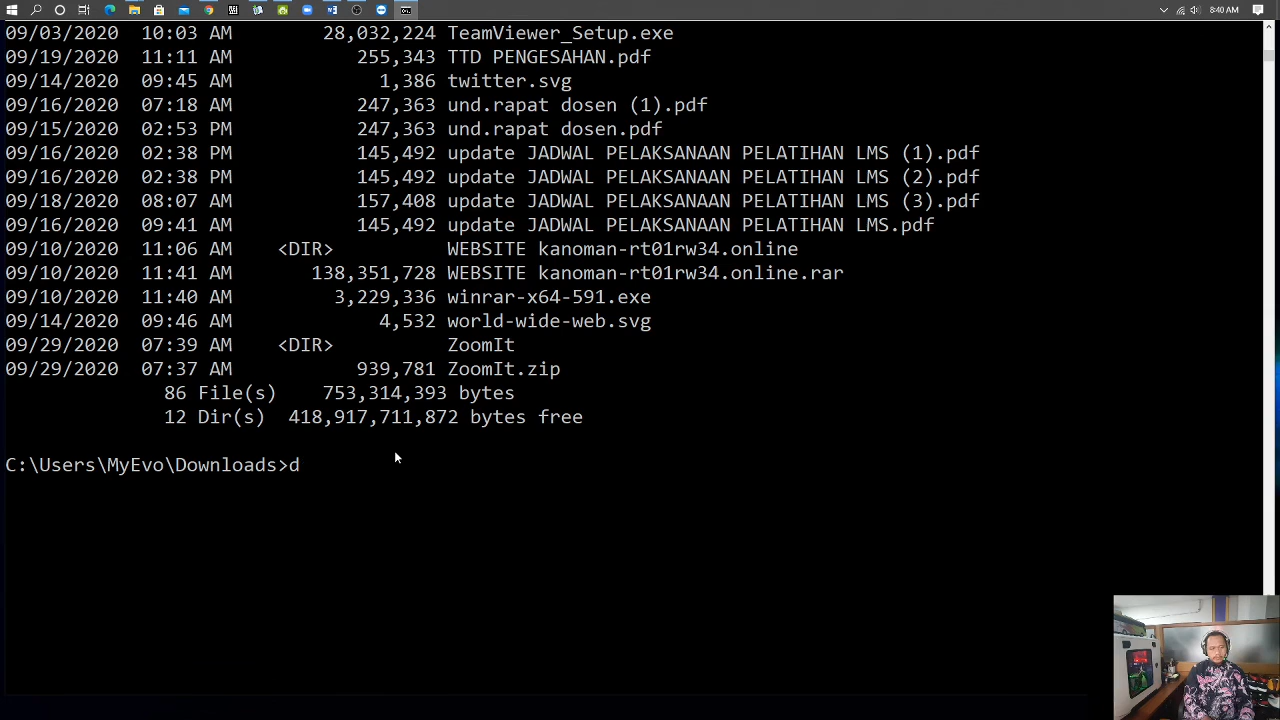 8:40 AM
09/03/2020 10:03 AM 28,032,224 TeamViewer_Setup.exe
09/19/2020 11:11 AM 255,343 TTD PENGESAHAN.pdf
09/14/2020 09:45 AM 1,386 twitter.svg
09/16/2020 07:18 AM 247,363 und.rapat dosen (1).pdf
09/15/2020 02:53 PM 247,363 und.rapat dosen.pdf
09/16/2020 02:38 PM 145,492 update JADWAL PELAKSANAAN PELATIHAN LMS (1).pdf
09/16/2020 02:38 PM 145,492 update JADWAL PELAKSANAAN PELATIHAN LMS (2).pdf
09/18/2020 08:07 AM 157,408 update JADWAL PELAKSANAAN PELATIHAN LMS (3).pdf
09/16/2020 09:41 AM 145,492 update JADWAL PELAKSANAAN PELATIHAN LMS.pdf
09/10/2020 11:06 AM <DIR> WEBSITE kanoman-rt01rw34.online
09/10/2020 11:41 AM 138,351,728 WEBSITE kanoman-rt01rw34.online.rar
09/10/2020 11:40 AM 3,229,336 winrar-x64-591.exe
09/14/2020 09:46 AM 4,532 world-wide-web.svg
09/29/2020 07:39 AM <DIR> ZoomIt
09/29/2020 07:37 AM 939,781 ZoomIt.zip
86 File(s) 753,314,393 bytes
12 Dir(s) 418,917,711,872 bytes free
C:\Users\MyEvo\Downloads>d